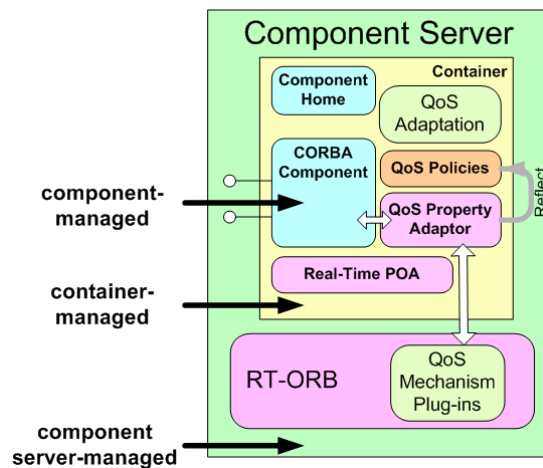 Component Server
Container
Component
Home
QoS
Adaptation
CORBA
Component
QoS Policies
QoS Property
Adaptor
Reflect
component-
managed
Real-Time POA
container-
managed
RT-ORB
QoS
Mechanism
Plug-ins
component
server-managed